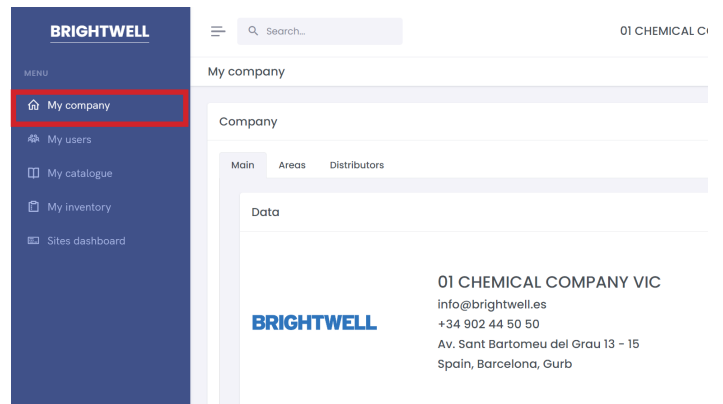 BRIGHTWELL
Search...
01 CHEMICAL
MENU
My company
My users
My catalogue
My inventory
Sites dashboard
My company
Company
Main Areas Distributors
Data
BRIGHTWELL
01 CHEMICAL COMPANY VIC
info@brightwell.es
+34 902 44 50 50
Av. Sant Bartomeu del Grau 13 - 15
Spain, Barcelona, Gurb